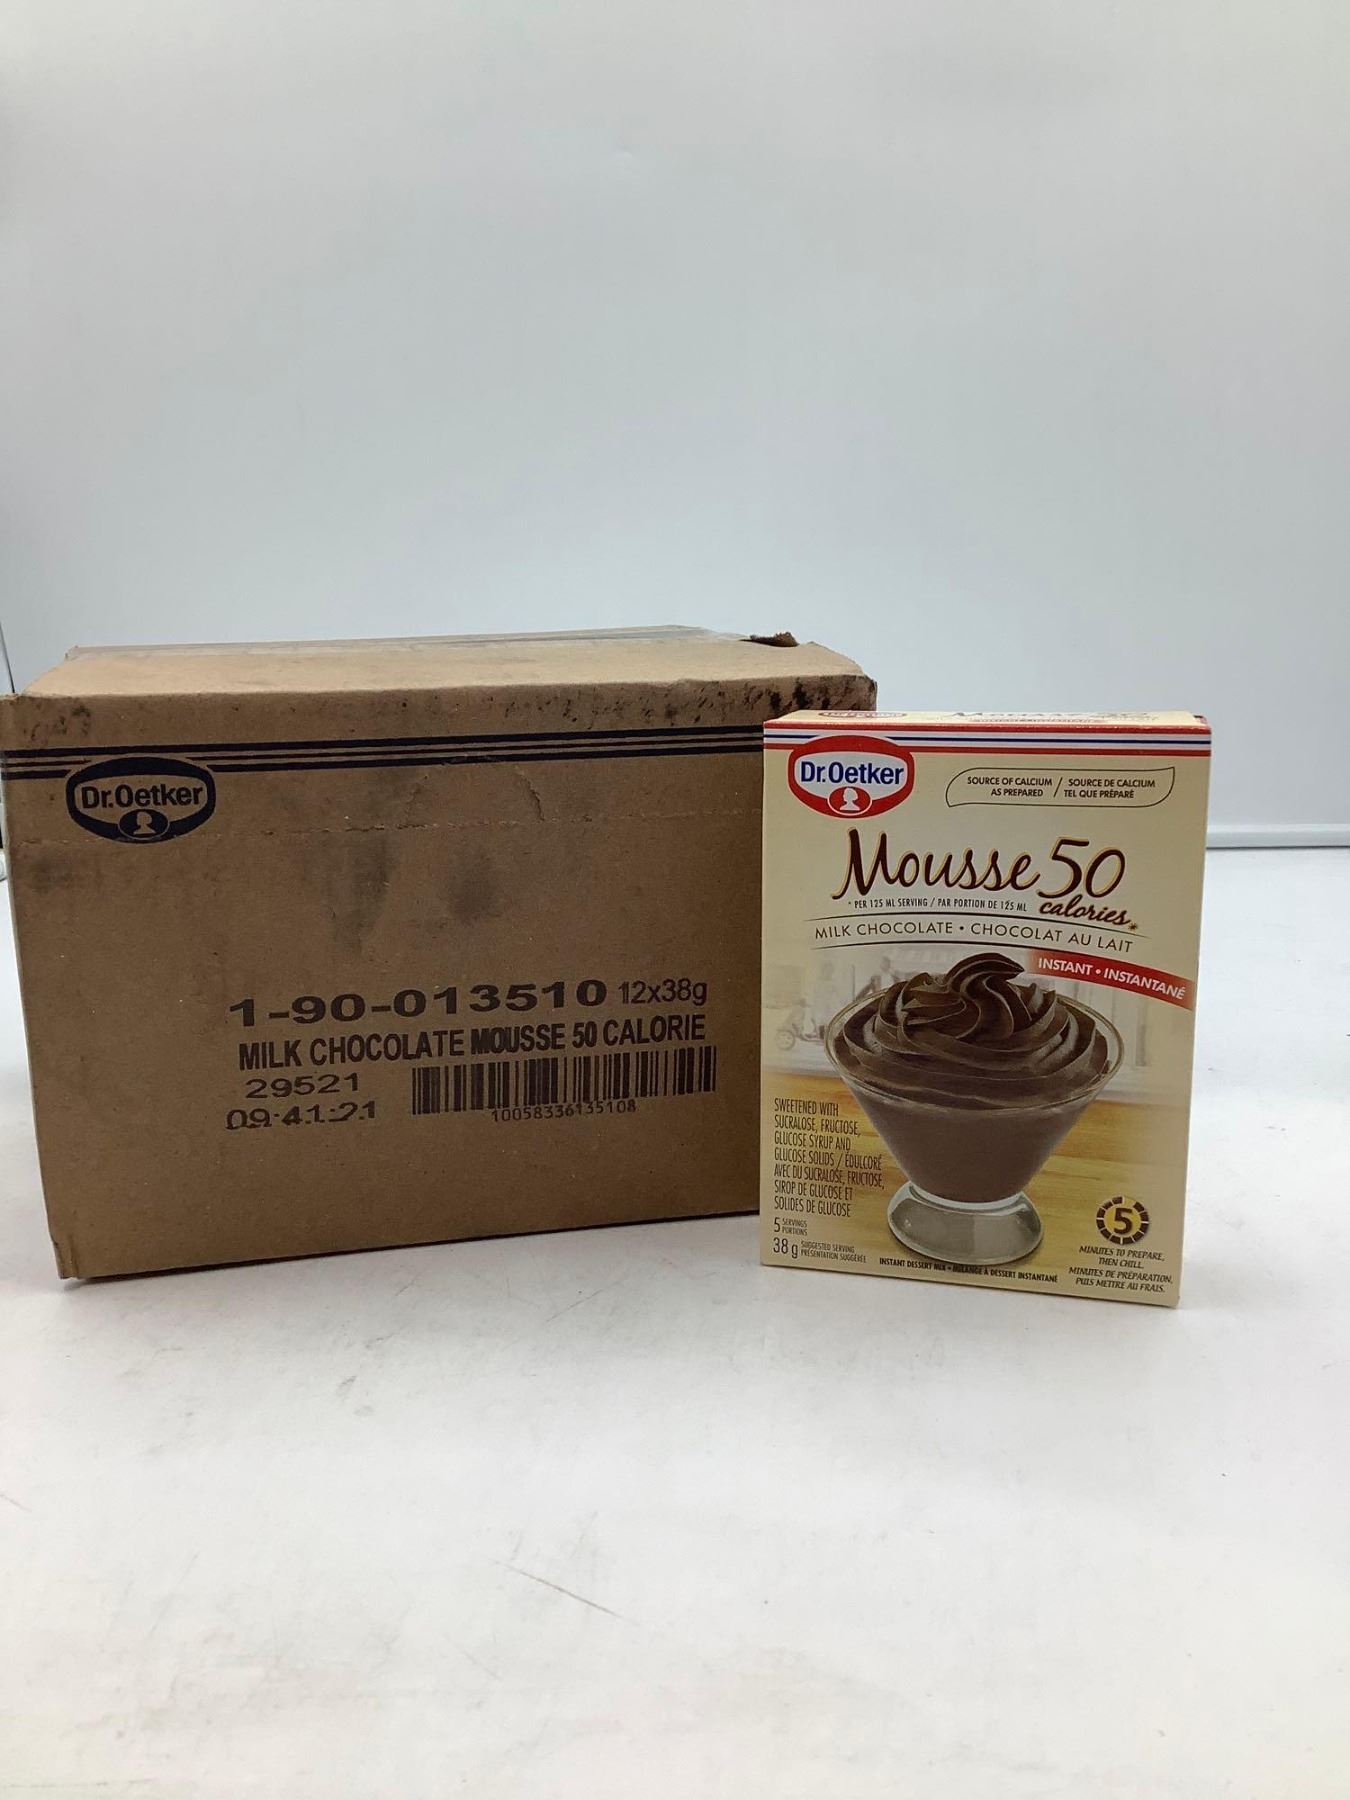 Dr.Oetker
1-90-013510 12x38g
MILK CHOCOLATE MOUSSE 50 CALORIE
29521
09:41:21
10058336135108
Dr.Oetker
SOURCE OF CALCIUM / SOURCE DE CALCIUM
AS PREPARED / TEL QUE PRÉPARÉ
Mousse 50
* PER 125 ML SERVING / PAR PORTION DE 125 ML
calories*
MILK CHOCOLATE • CHOCOLAT AU LAIT
INSTANT • INSTANTANÉ
SWEETENED WITH
SUCRALOSE, FRUCTOSE,
GLUCOSE SYRUP AND
GLUCOSE SOLIDS / ÉDULCORÉ
AVEC DU SUCRALOSE, FRUCTOSE,
SIROP DE GLUCOSE ET
SOLIDES DE GLUCOSE
5 SERVINGS
PORTIONS
38 g SUGGESTED SERVING
PRÉSENTATION SUGGÉRÉE
INSTANT DESSERT MIX • MÉLANGE À DESSERT INSTANTANÉ
5
MINUTES TO PREPARE,
THEN CHILL.
MINUTES DE PRÉPARATION,
PUIS METTRE AU FRAIS.